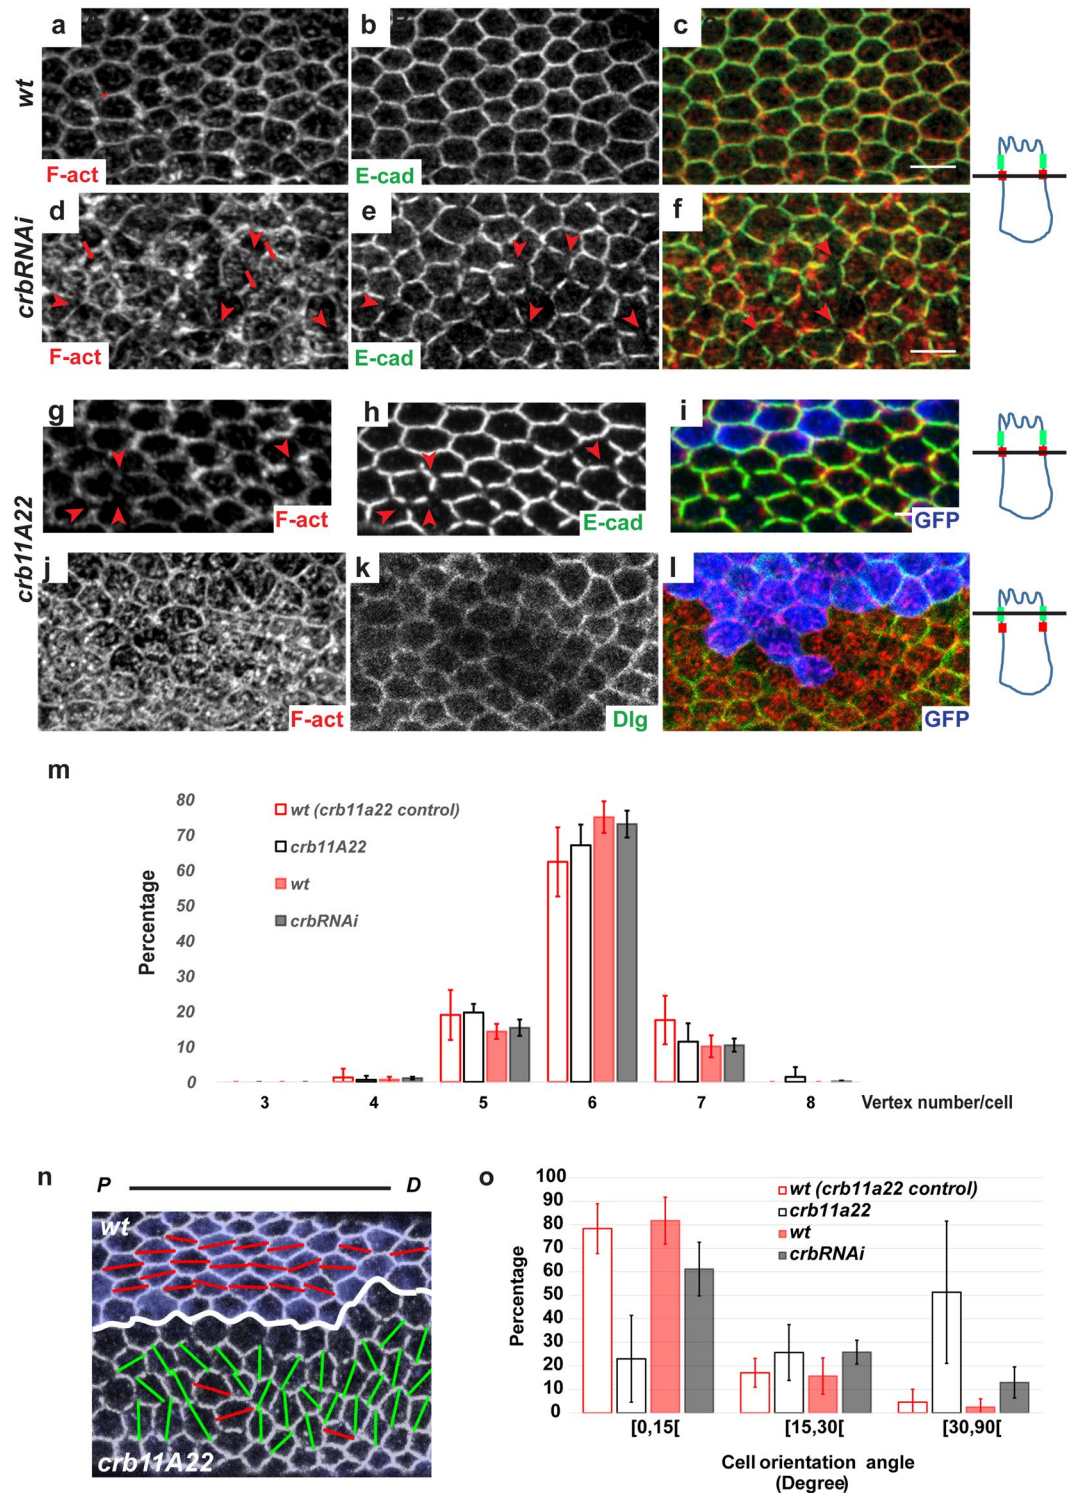 a b c
wt
F-act E-cad
d e f
crbRNAi
F-act E-cad
g h i
crb11A22
F-act E-cad GFP
j k l
F-act Dlg GFP
m
80
70
60
50
40
30
20
10
0
Percentage
wt (crb11a22 control)
crb11A22
wt
crbRNAi
3 4 5 6 7 8 Vertex number/cell
n
P D
wt
crb11A22
o
100
90
80
70
60
50
40
30
20
10
0
Percentage
wt (crb11a22 control)
crb11a22
wt
crbRNAi
[0,15[ [15,30[ [30,90[
Cell orientation angle
(Degree)